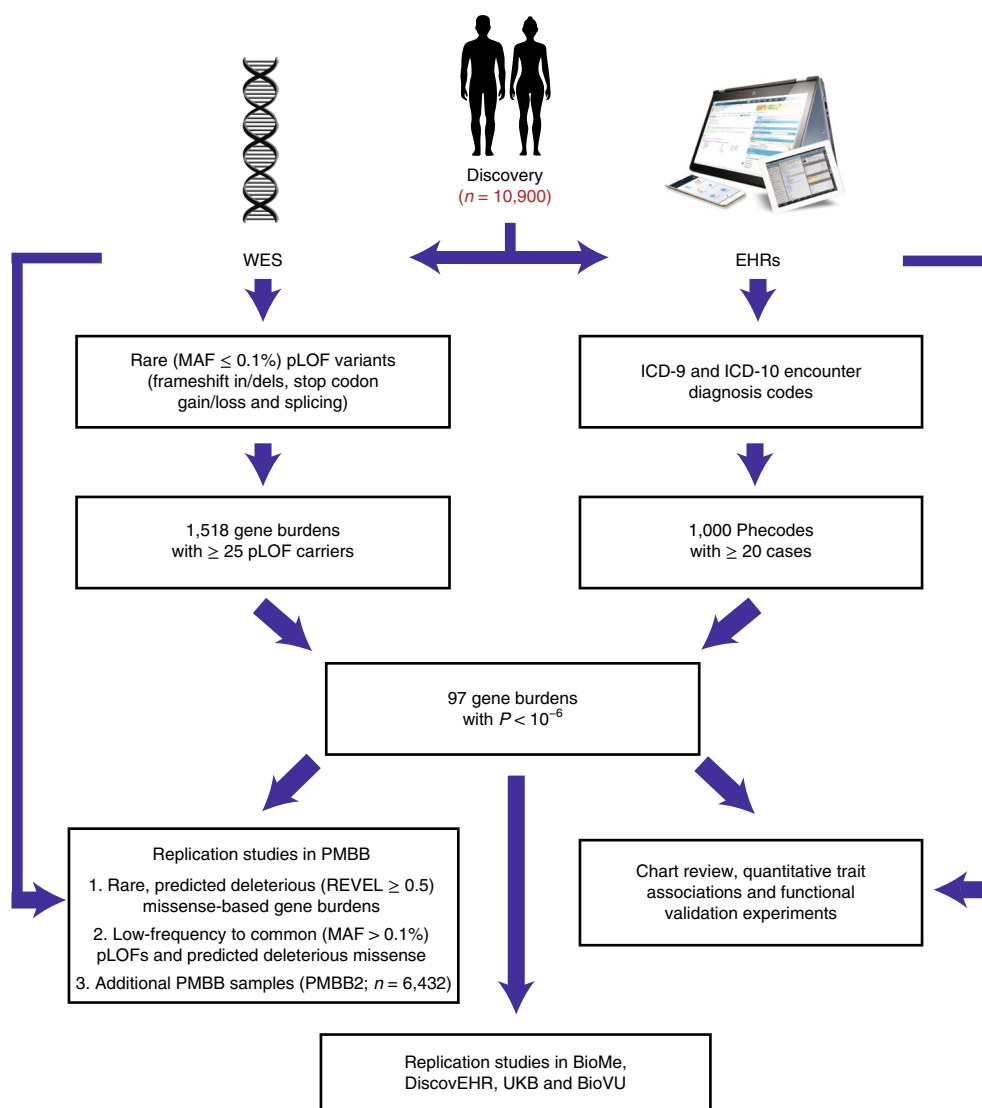 Discovery
(n = 10,900)
WES
EHRs
Rare (MAF ≤ 0.1%) pLOF variants
(frameshift in/dels, stop codon
gain/loss and splicing)
ICD-9 and ICD-10 encounter
diagnosis codes
1,518 gene burdens
with ≥ 25 pLOF carriers
1,000 Phecodes
with ≥ 20 cases
97 gene burdens
with P < 10⁻⁶
Replication studies in PMBB
1. Rare, predicted deleterious (REVEL ≥ 0.5)
missense-based gene burdens
2. Low-frequency to common (MAF > 0.1%)
pLOFs and predicted deleterious missense
3. Additional PMBB samples (PMBB2; n = 6,432)
Chart review, quantitative trait
associations and functional
validation experiments
Replication studies in BioMe,
DiscovEHR, UKB and BioVU